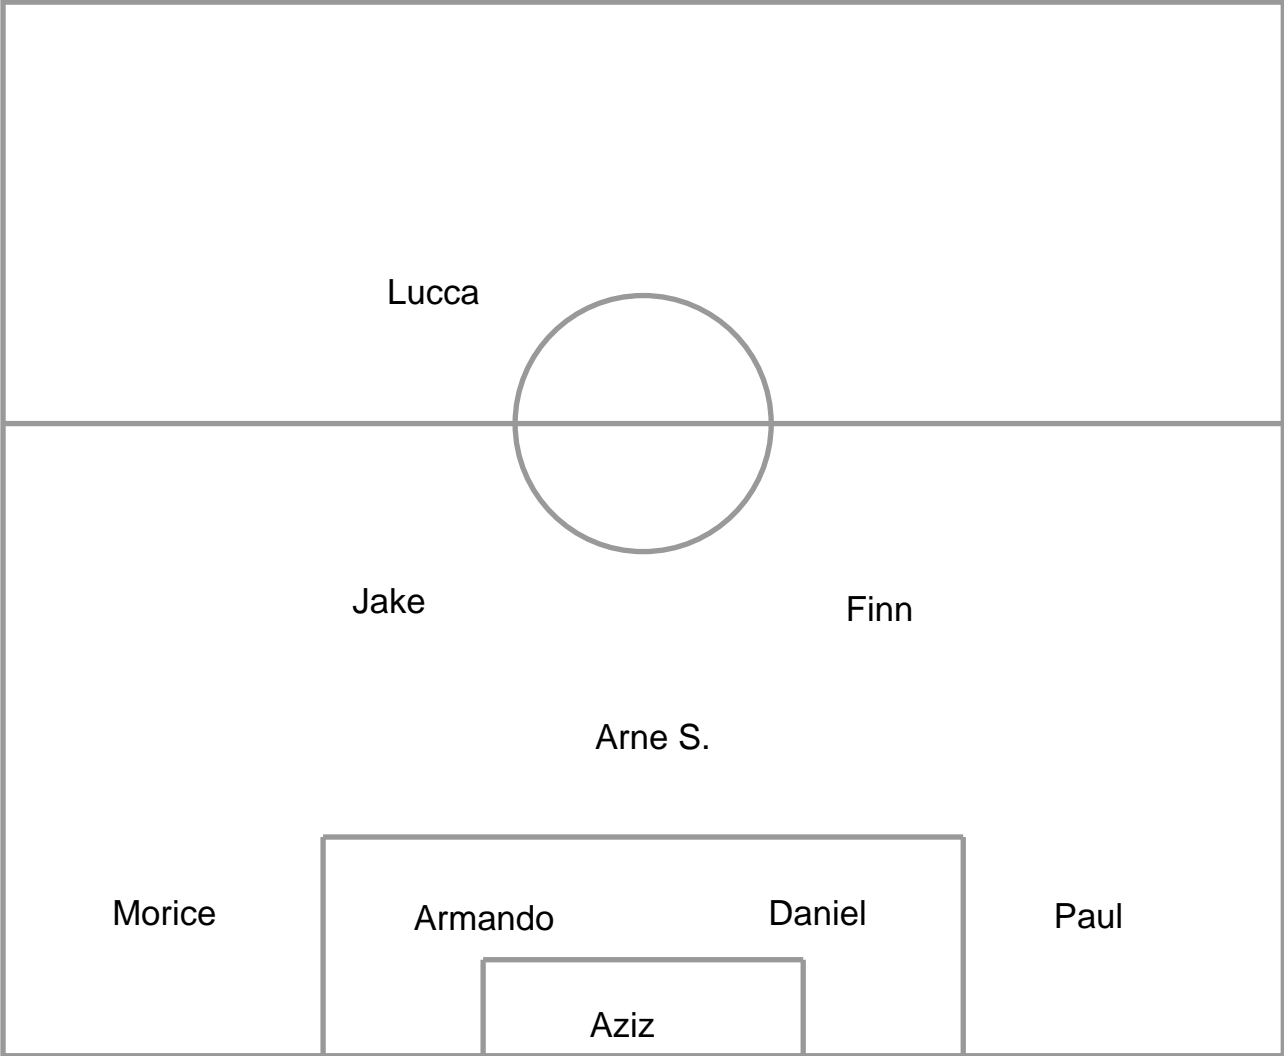 Lucca
Jake
Finn
Arne S.
Morice
Armando
Daniel
Paul
Aziz